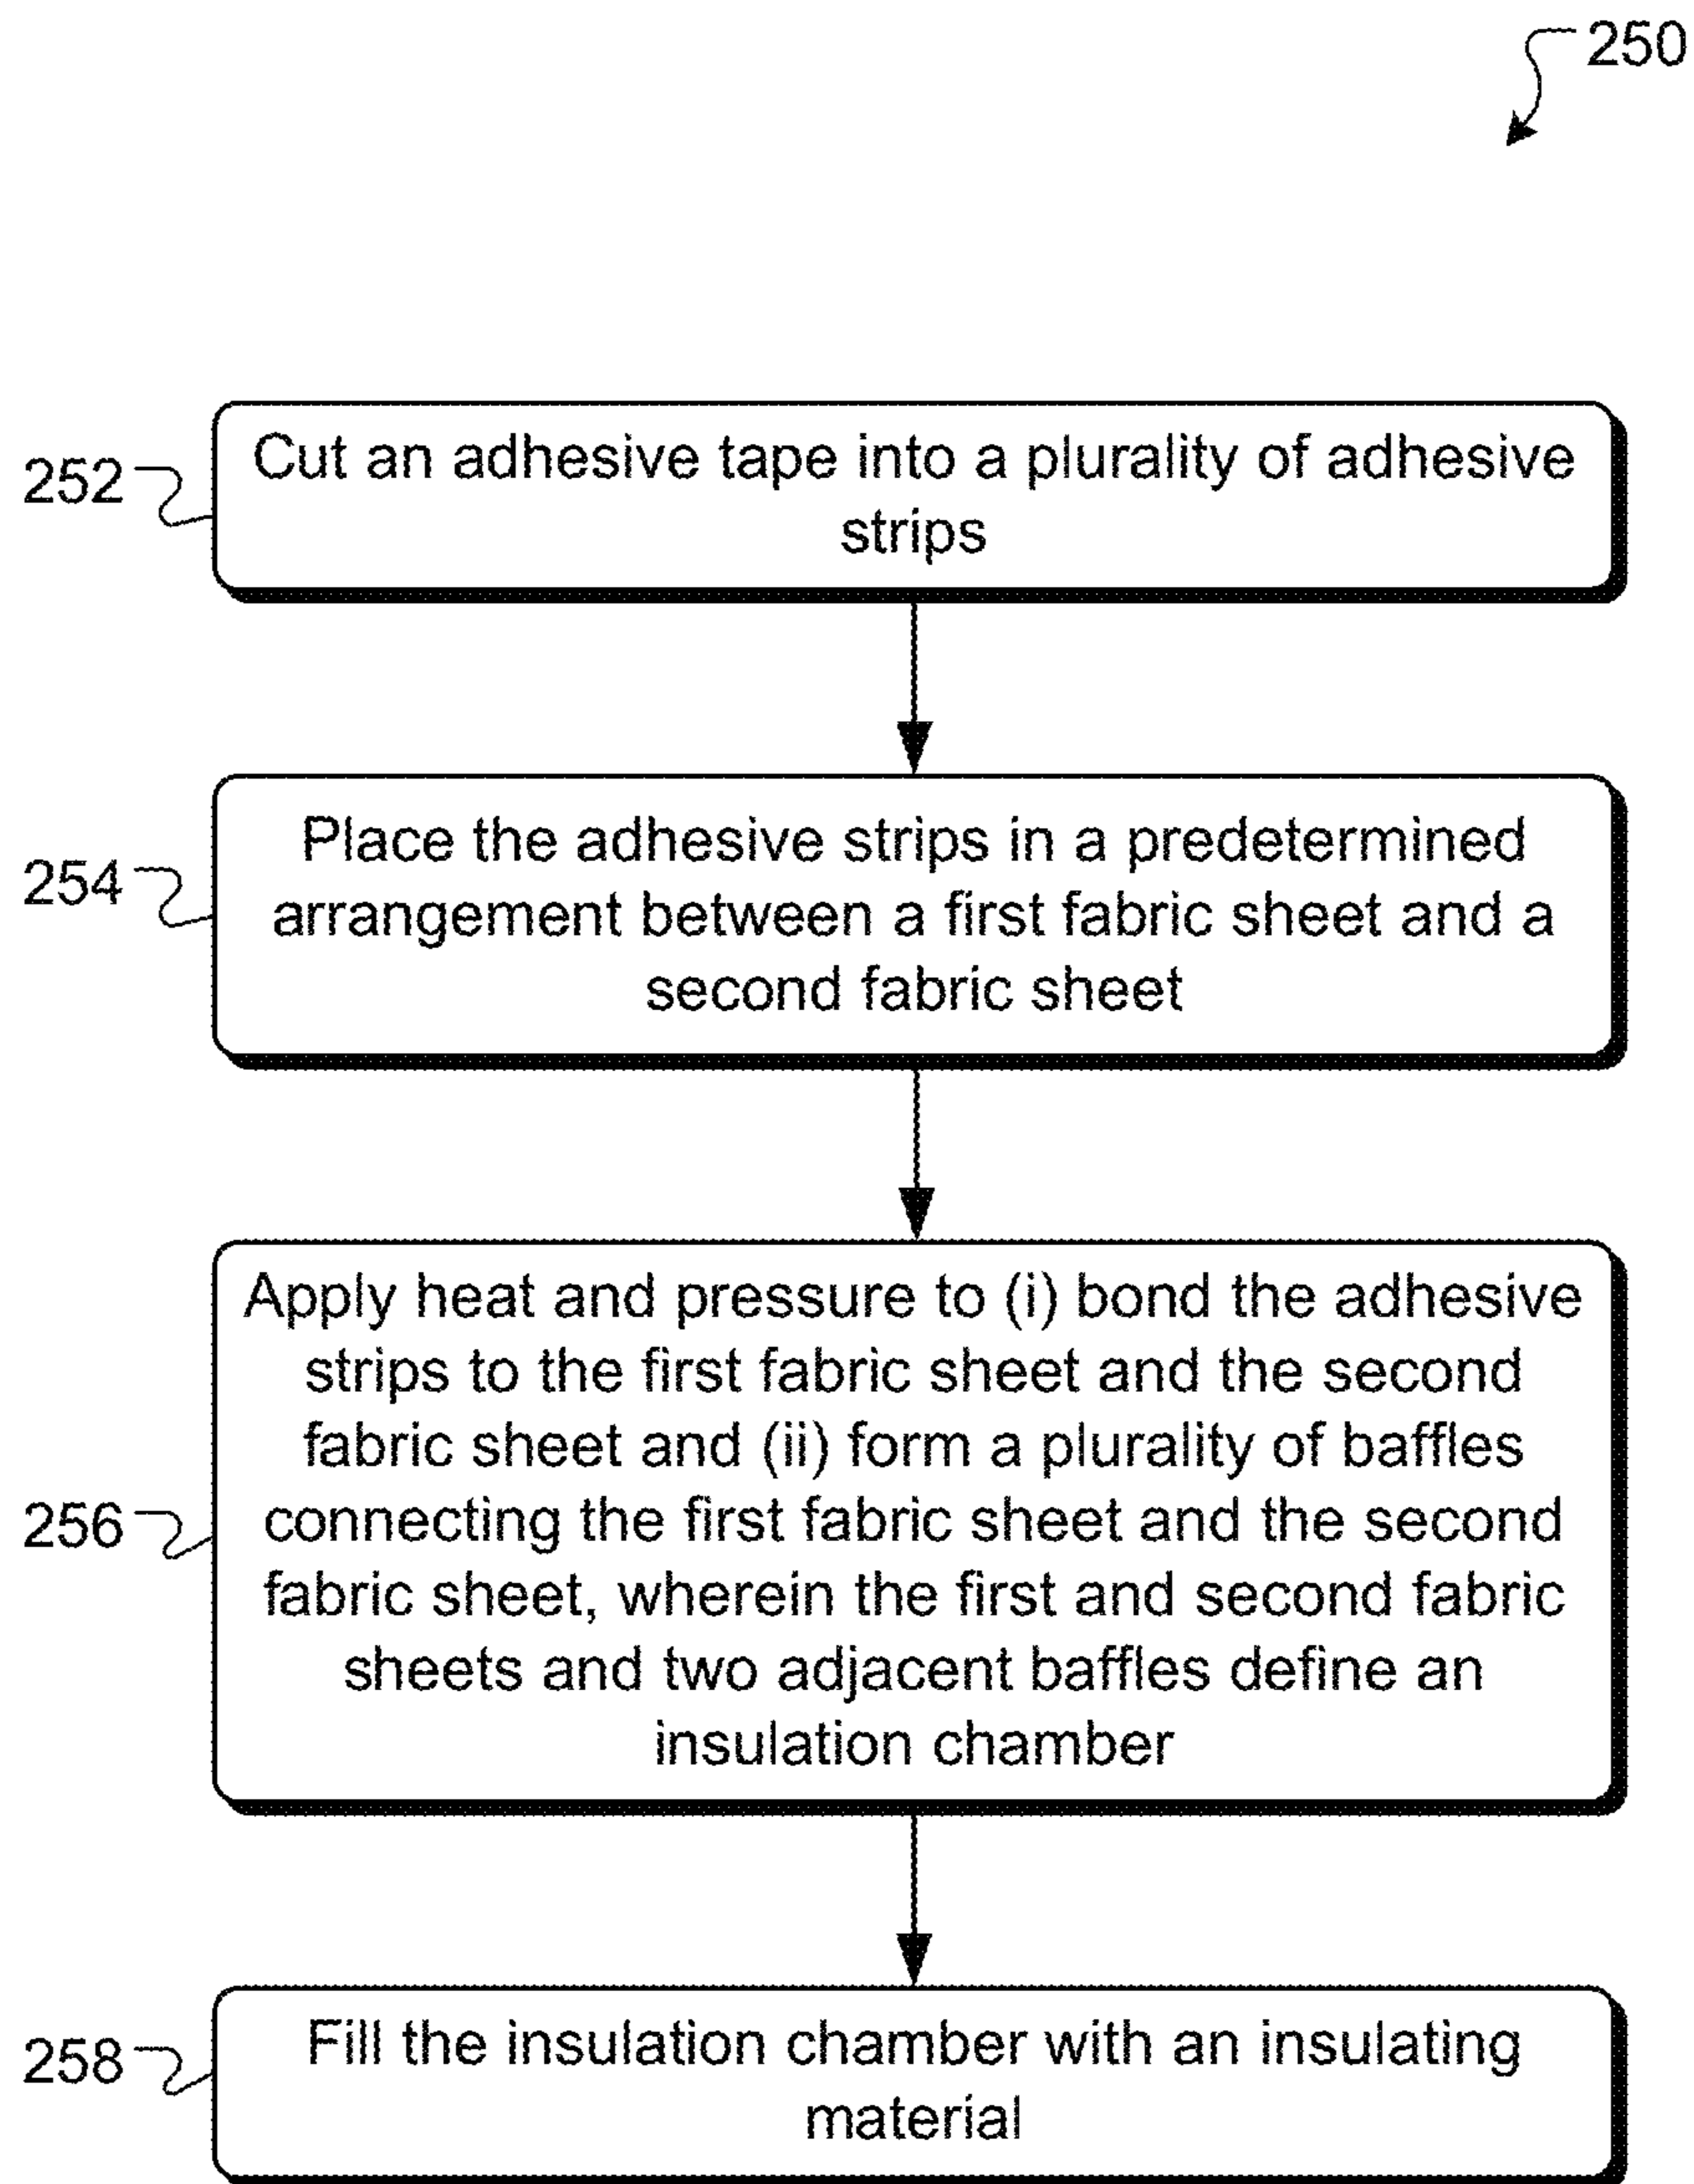 250
252
Cut an adhesive tape into a plurality of adhesive
strips
254
Place the adhesive strips in a predetermined
arrangement between a first fabric sheet and a
second fabric sheet
256
Apply heat and pressure to (i) bond the adhesive
strips to the first fabric sheet and the second
fabric sheet and (ii) form a plurality of baffles
connecting the first fabric sheet and the second
fabric sheet, wherein the first and second fabric
sheets and two adjacent baffles define an
insulation chamber
258
Fill the insulation chamber with an insulating
material